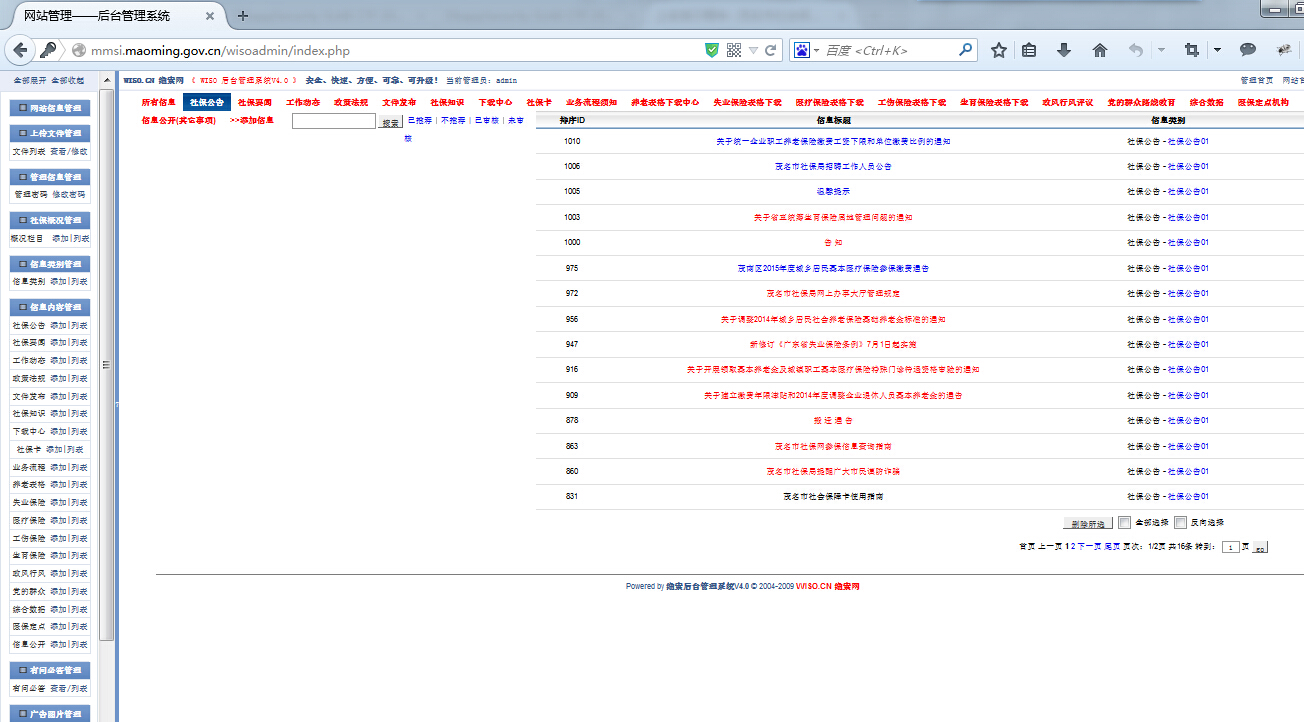 网站管理——后台管理系统
mmsi.maoming.gov.cn/wisoadmin/index.php
百度 <Ctrl+K>
全部展开 全部收起
WISO.CN 维安网 ( WISO 后台管理系统V4.0 ) 安全、快速、方便、可靠、可升级! 当前管理员: admin
管理首页 网站首
所有信息 社保公告 社保要闻 工作动态 政策法规 文件发布 社保知识 下载中心 社保卡 业务流程须知 养老表格下载中心 失业保险表格下载 医疗保险表格下载 工伤保险表格下载 生育保险表格下载 政风行风评议 党的群众路线教育 综合数据 医保定点机构
信息公开(其它事项) >>添加信息
搜索 已推荐 | 不推荐 | 已审核 | 未审核
网站信息管理
上传文件管理
文件列表 查看/修改
管理信息管理
管理密码 修改密码
社保概况管理
概况栏目 添加|列表
信息类别管理
信息类别 添加|列表
信息内容管理
社保公告 添加|列表
社保要闻 添加|列表
工作动态 添加|列表
政策法规 添加|列表
文件发布 添加|列表
社保知识 添加|列表
下载中心 添加|列表
社保卡 添加|列表
业务流程 添加|列表
养老表格 添加|列表
失业保险 添加|列表
医疗保险 添加|列表
工伤保险 添加|列表
生育保险 添加|列表
政风行风 添加|列表
党的群众 添加|列表
综合数据 添加|列表
医保定点 添加|列表
信息公开 添加|列表
有问必答管理
有问必答 查看/列表
广告图片管理
排序ID 信息标题 信息类别
1010 关于统一企业职工养老保险缴费工资下限和单位缴费比例的通知 社保公告 - 社保公告01
1006 茂名市社保局招聘工作人员公告 社保公告 - 社保公告01
1005 温馨提示 社保公告 - 社保公告01
1003 关于省直统筹生育保险属地管理问题的通知 社保公告 - 社保公告01
1000 告 知 社保公告 - 社保公告01
975 茂南区2015年度城乡居民基本医疗保险参保缴费通告 社保公告 - 社保公告01
972 茂名市社保局网上办事大厅管理规定 社保公告 - 社保公告01
956 关于调整2014年城乡居民社会养老保险基础养老金标准的通知 社保公告 - 社保公告01
947 新修订《广东省失业保险条例》7月1日起实施 社保公告 - 社保公告01
916 关于开展领取基本养老金及城镇职工基本医疗保险特殊门诊待遇资格审验的通知 社保公告 - 社保公告01
909 关于建立缴费年限津贴和2014年度调整企业退休人员基本养老金的通告 社保公告 - 社保公告01
878 搬 迁 通 告 社保公告 - 社保公告01
863 茂名市社保网参保信息查询指南 社保公告 - 社保公告01
860 茂名市社保局提醒广大市民谨防诈骗 社保公告 - 社保公告01
831 茂名市社会保障卡使用指南 社保公告 - 社保公告01
删除所选 全部选择 反向选择
首页 上一页 1 2 下一页 尾页 页次：1/2页 共16条 转到： 1 页 GO
Powered by 维安后台管理系统V4.0 © 2004-2009 WISO.CN 维安网